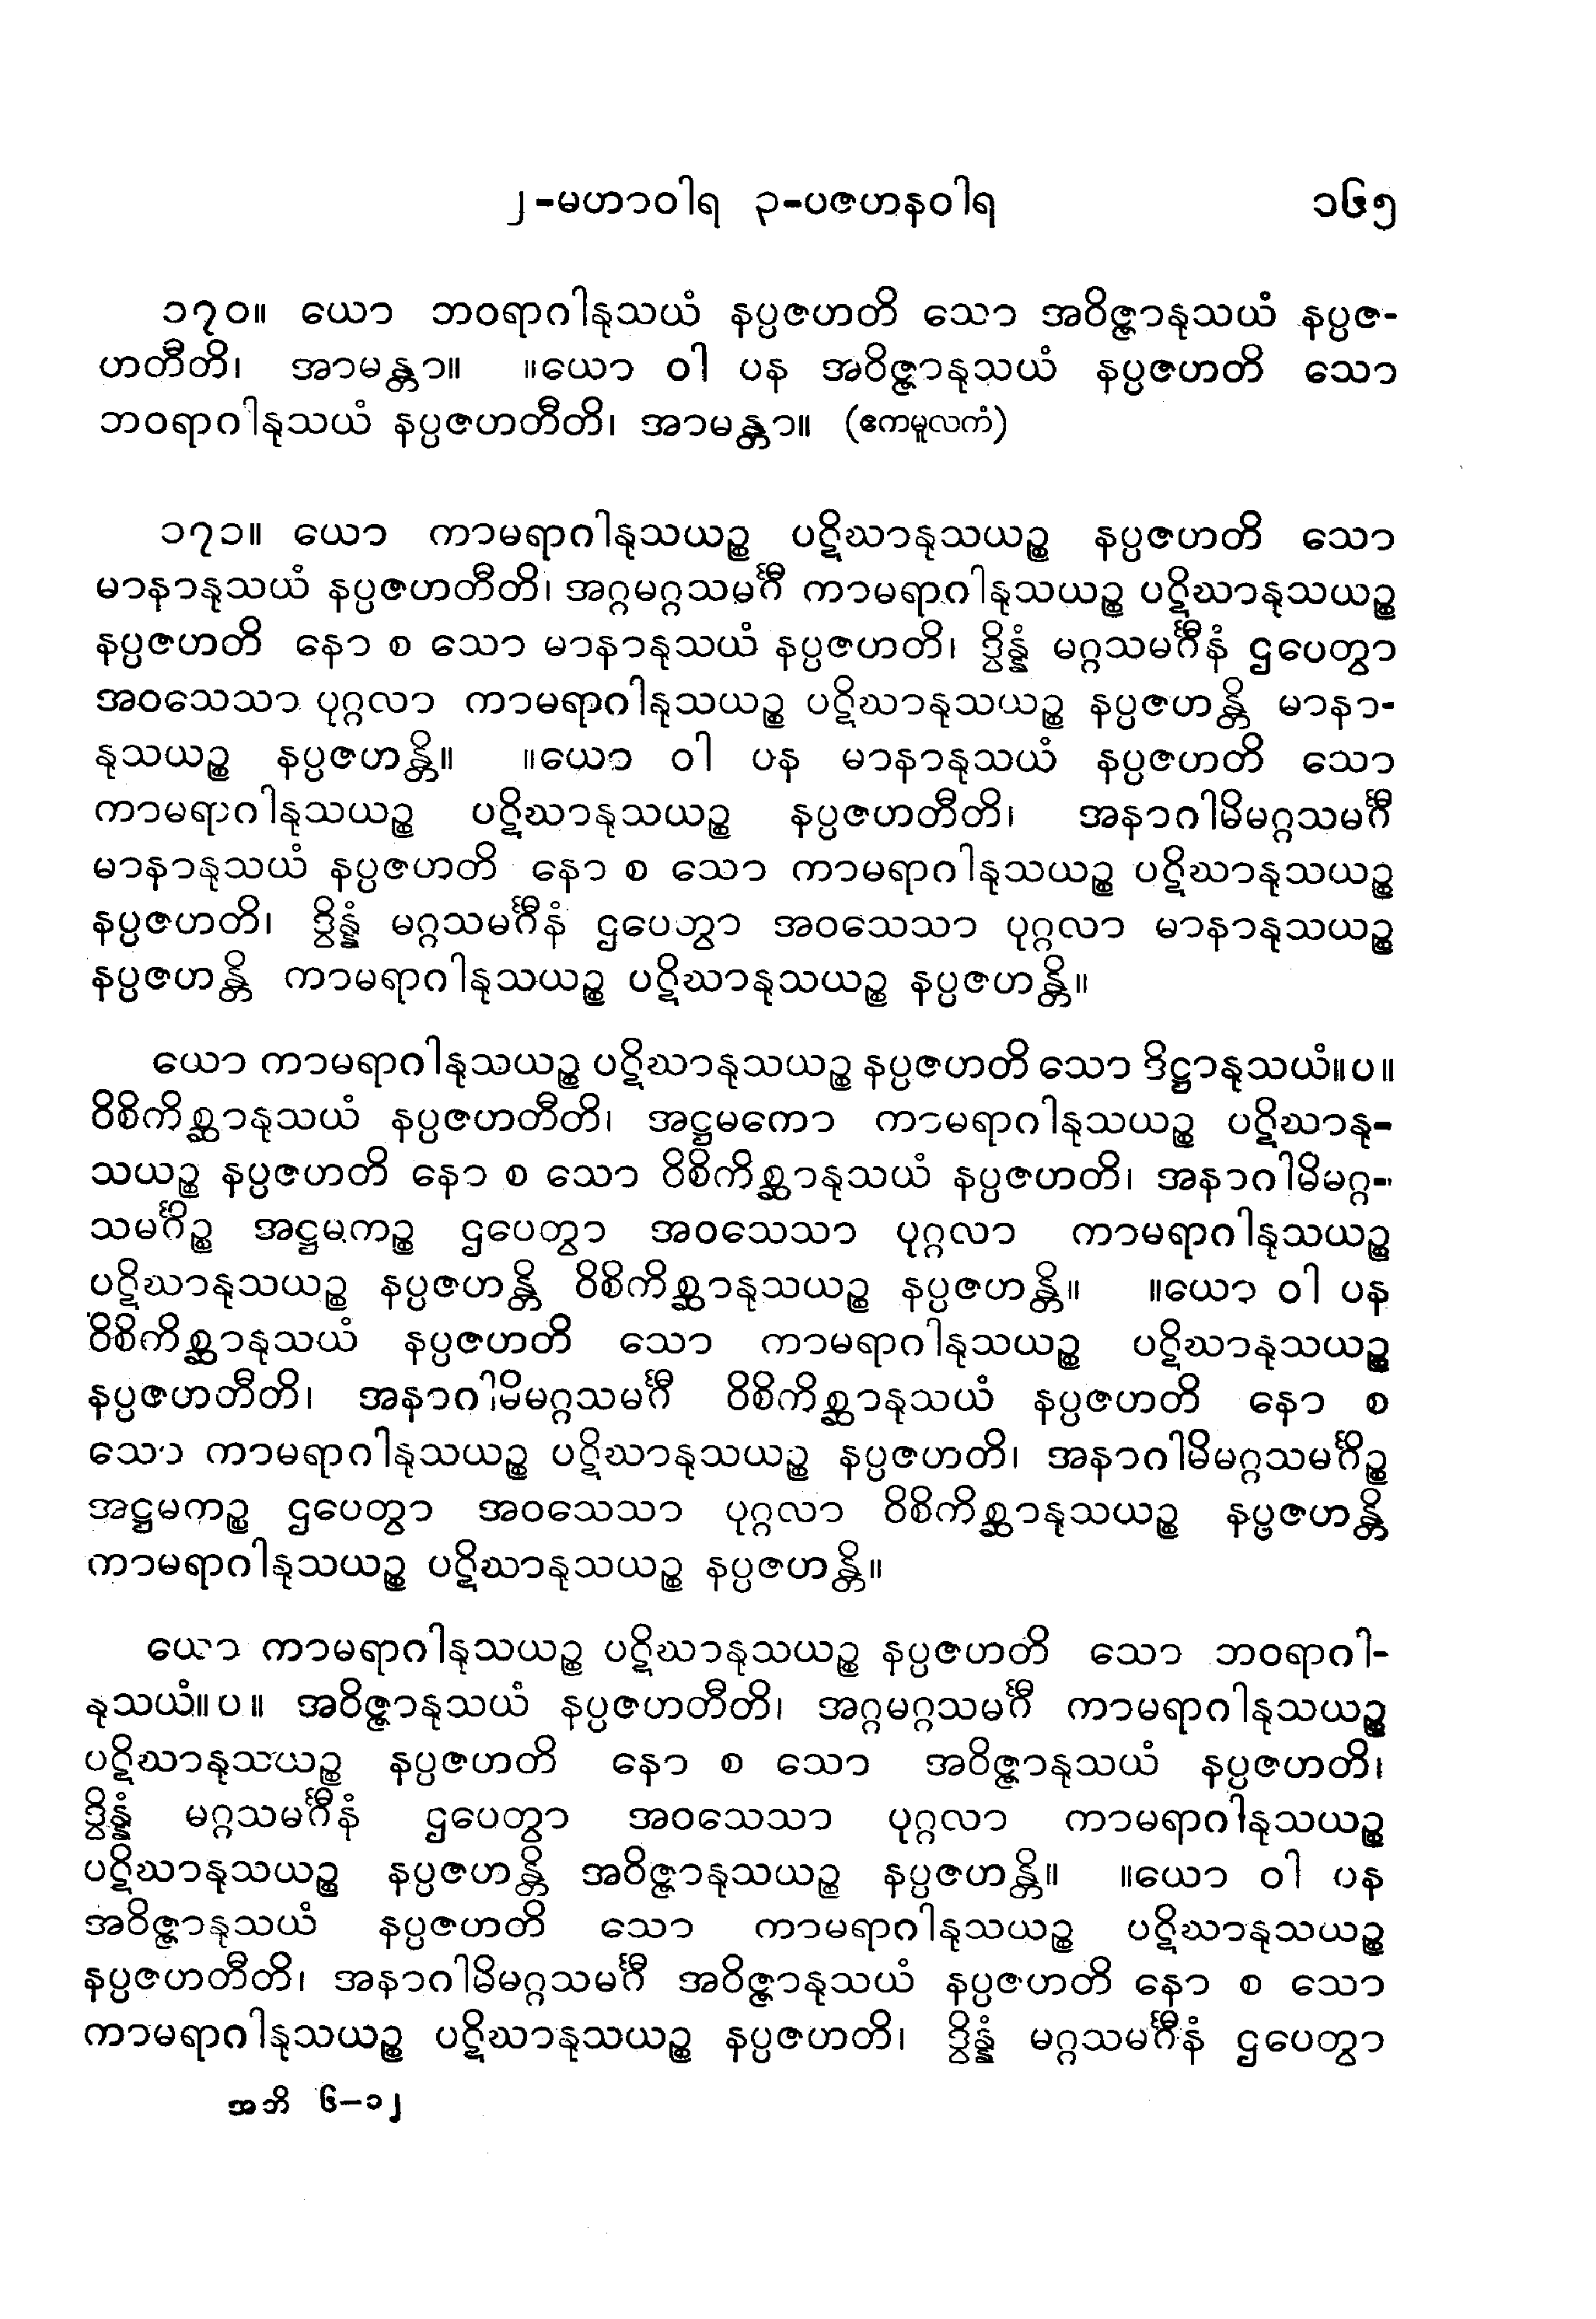 ၂-မဟာဝါရ ၃-ပဇဟနဝါရ ၁၆၅
၁၇၀။ ယော ဘဝရာဂါနုသယံ နပ္ပဇဟတိ သော အဝိဇ္ဇာနုသယံ နပ္ပဇ-
ဟတီတိ၊ အာမန္တာ။ ။ယော ဝါ ပန အဝိဇ္ဇာနုသယံ နပ္ပဇဟတိ သော
ဘဝရာဂါနုသယံ နပ္ပဇဟတီတိ၊ အာမန္တာ။ (ဧကမူလကံ)
၁၇၁။ ယော ကာမရာဂါနုသယဉ္စ ပဋိဃာနုသယဉ္စ နပ္ပဇဟတိ သော
မာနာနုသယံ နပ္ပဇဟတီတိ၊ အဂ္ဂမဂ္ဂသမင်္ဂီ ကာမရာဂါနုသယဉ္စ ပဋိဃာနုသယဉ္စ
နပ္ပဇဟတိ နော စ သော မာနာနုသယံ နပ္ပဇဟတိ၊ ဒွိန္နံ မဂ္ဂသမင်္ဂီနံ ဌပေတွာ
အဝသေသာ ပုဂ္ဂလာ ကာမရာဂါနုသယဉ္စ ပဋိဃာနုသယဉ္စ နပ္ပဇဟန္တိ မာနာ-
နုသယဉ္စ နပ္ပဇဟန္တိ။ ။ယော ဝါ ပန မာနာနုသယံ နပ္ပဇဟတိ သော
ကာမရာဂါနုသယဉ္စ ပဋိဃာနုသယဉ္စ နပ္ပဇဟတီတိ၊ အနာဂါမိမဂ္ဂသမင်္ဂီ
မာနာနုသယံ နပ္ပဇဟတိ နော စ သော ကာမရာဂါနုသယဉ္စ ပဋိဃာနုသယဉ္စ
နပ္ပဇဟတိ၊ ဒွိန္နံ မဂ္ဂသမင်္ဂီနံ ဌပေတွာ အဝသေသာ ပုဂ္ဂလာ မာနာနုသယဉ္စ
နပ္ပဇဟန္တိ ကာမရာဂါနုသယဉ္စ ပဋိဃာနုသယဉ္စ နပ္ပဇဟန္တိ။
ယော ကာမရာဂါနုသယဉ္စ ပဋိဃာနုသယဉ္စ နပ္ပဇဟတိ သော ဒိဋ္ဌာနုသယံ။ပ။
ဝိစိကိစ္ဆာနုသယံ နပ္ပဇဟတီတိ၊ အဋ္ဌမကော ကာမရာဂါနုသယဉ္စ ပဋိဃာနု-
သယဉ္စ နပ္ပဇဟတိ နော စ သော ဝိစိကိစ္ဆာနုသယံ နပ္ပဇဟတိ၊ အနာဂါမိမဂ္ဂ-
သမင်္ဂိဉ္စ အဋ္ဌမကဉ္စ ဌပေတွာ အဝသေသာ ပုဂ္ဂလာ ကာမရာဂါနုသယဉ္စ
ပဋိဃာနုသယဉ္စ နပ္ပဇဟန္တိ ဝိစိကိစ္ဆာနုသယဉ္စ နပ္ပဇဟန္တိ။ ။ယော ဝါ ပန
ဝိစိကိစ္ဆာနုသယံ နပ္ပဇဟတိ သော ကာမရာဂါနုသယဉ္စ ပဋိဃာနုသယဉ္စ
နပ္ပဇဟတီတိ၊ အနာဂါမိမဂ္ဂသမင်္ဂီ ဝိစိကိစ္ဆာနုသယံ နပ္ပဇဟတိ နော စ
သော ကာမရာဂါနုသယဉ္စ ပဋိဃာနုသယဉ္စ နပ္ပဇဟတိ၊ အနာဂါမိမဂ္ဂသမင်္ဂိဉ္စ
အဋ္ဌမကဉ္စ ဌပေတွာ အဝသေသာ ပုဂ္ဂလာ ဝိစိကိစ္ဆာနုသယဉ္စ နပ္ပဇဟန္တိ
ကာမရာဂါနုသယဉ္စ ပဋိဃာနုသယဉ္စ နပ္ပဇဟန္တိ။
ယော ကာမရာဂါနုသယဉ္စ ပဋိဃာနုသယဉ္စ နပ္ပဇဟတိ သော ဘဝရာဂါ-
နုသယံ။ပ။ အဝိဇ္ဇာနုသယံ နပ္ပဇဟတီတိ၊ အဂ္ဂမဂ္ဂသမင်္ဂီ ကာမရာဂါနုသယဉ္စ
ပဋိဃာနုသယဉ္စ နပ္ပဇဟတိ နော စ သော အဝိဇ္ဇာနုသယံ နပ္ပဇဟတိ၊
ဒွိန္နံ မဂ္ဂသမင်္ဂီနံ ဌပေတွာ အဝသေသာ ပုဂ္ဂလာ ကာမရာဂါနုသယဉ္စ
ပဋိဃာနုသယဉ္စ နပ္ပဇဟန္တိ အဝိဇ္ဇာနုသယဉ္စ နပ္ပဇဟန္တိ။ ။ယော ဝါ ပန
အဝိဇ္ဇာနုသယံ နပ္ပဇဟတိ သော ကာမရာဂါနုသယဉ္စ ပဋိဃာနုသယဉ္စ
နပ္ပဇဟတီတိ၊ အနာဂါမိမဂ္ဂသမင်္ဂီ အဝိဇ္ဇာနုသယံ နပ္ပဇဟတိ နော စ သော
ကာမရာဂါနုသယဉ္စ ပဋိဃာနုသယဉ္စ နပ္ပဇဟတိ၊ ဒွိန္နံ မဂ္ဂသမင်္ဂီနံ ဌပေတွာ
အဘိ ၆-၁၂